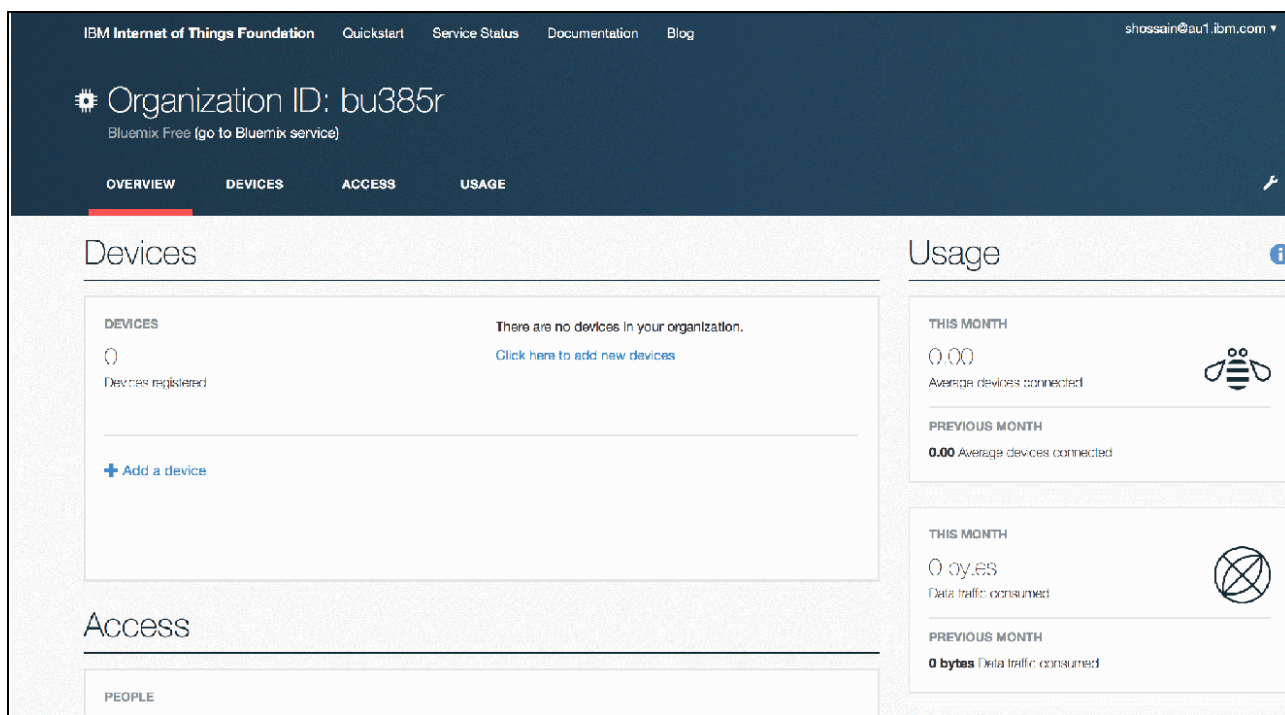 IBM Internet of Things Foundation Quickstart Service Status Documentation Blog shossain@au1.ibm.com
Organization ID: bu385r
Bluemix Free (go to Bluemix service)
OVERVIEW DEVICES ACCESS USAGE
Devices
DEVICES
0
Devices registered
There are no devices in your organization.
Click here to add new devices
Add a device
Access
PEOPLE
Usage
THIS MONTH
0.00
Average devices connected
PREVIOUS MONTH
0.00 Average devices connected
THIS MONTH
0 bytes
Data traffic consumed
PREVIOUS MONTH
0 bytes Data traffic consumed